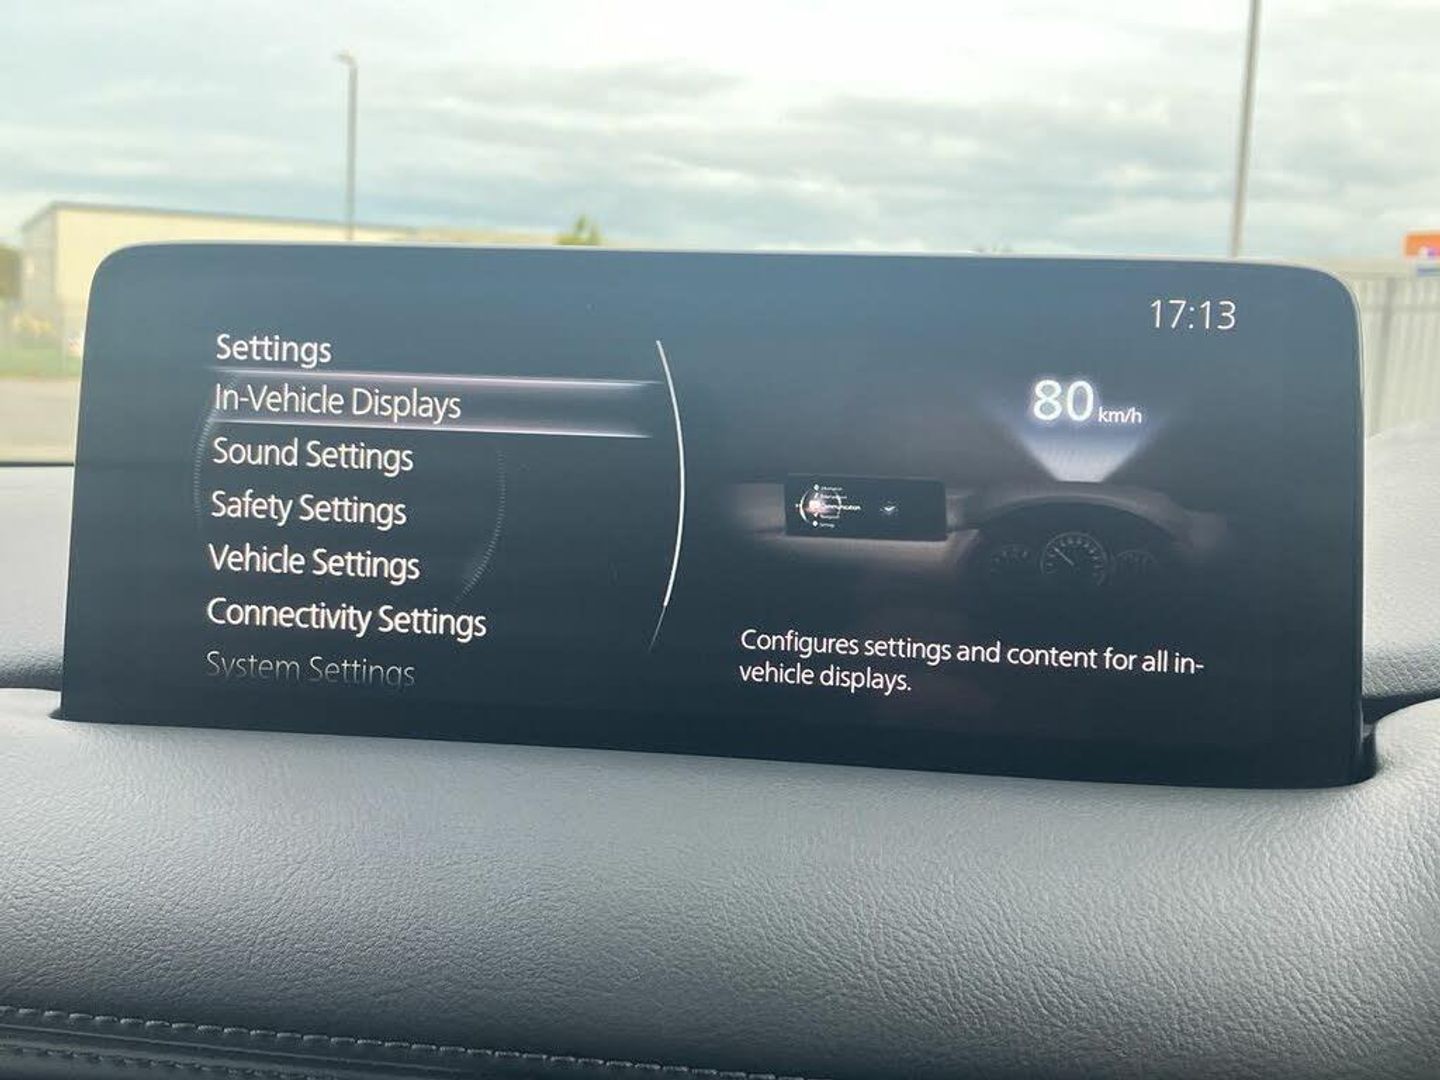 17:13
Settings
In-Vehicle Displays
Sound Settings
Safety Settings
Vehicle Settings
Connectivity Settings
System Settings
80 km/h
Configures settings and content for all in-
vehicle displays.